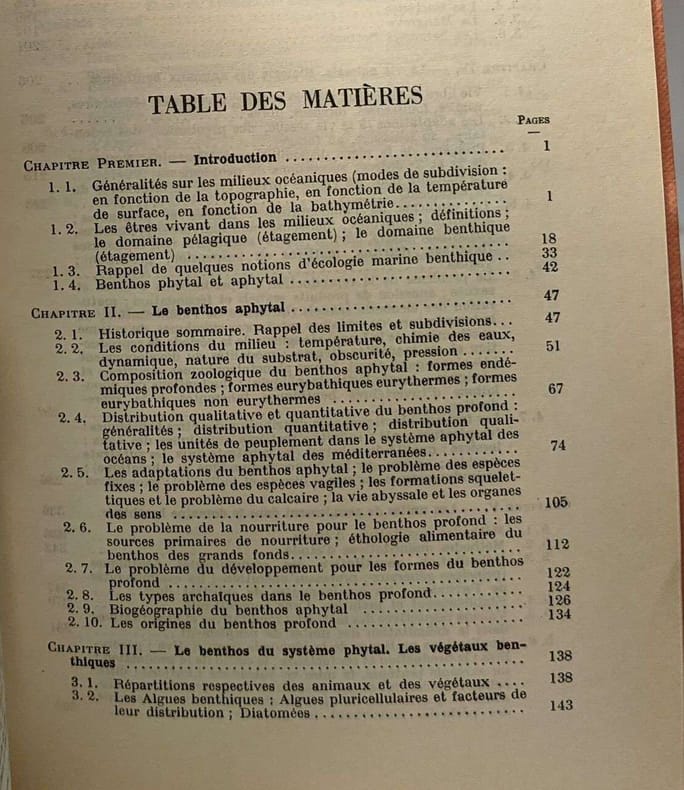 TABLE DES MATIÈRES
PAGES
CHAPITRE PREMIER. — Introduction .............................. 1
1. 1. Généralités sur les milieux océaniques (modes de subdivision :
en fonction de la topographie, en fonction de la température
de surface, en fonction de la bathymétrie............... 1
1. 2. Les êtres vivant dans les milieux océaniques ; définitions ;
le domaine pélagique (étagement) ; le domaine benthique
(étagement) ........................................ 18
1. 3. Rappel de quelques notions d'écologie marine benthique .. 33
1. 4. Benthos phytal et aphytal ............................ 42
CHAPITRE II. — Le benthos aphytal ............................ 47
2. 1. Historique sommaire. Rappel des limites et subdivisions... 47
2. 2. Les conditions du milieu : température, chimie des eaux,
dynamique, nature du substrat, obscurité, pression ....... 51
2. 3. Composition zoologique du benthos aphytal : formes endé-
miques profondes ; formes eurybathiques eurythermes ; formes
eurybathiques non eurythermes ........................ 67
2. 4. Distribution qualitative et quantitative du benthos profond :
généralités ; distribution quantitative ; distribution quali-
tative ; les unités de peuplement dans le système aphytal des
océans ; le système aphytal des méditerranées............ 74
2. 5. Les adaptations du benthos aphytal ; le problème des espèces
fixes ; le problème des espèces vagiles ; les formations squelet-
tiques et le problème du calcaire ; la vie abyssale et les organes
des sens ............................................ 105
2. 6. Le problème de la nourriture pour le benthos profond : les
sources primaires de nourriture ; éthologie alimentaire du
benthos des grands fonds.............................. 112
2. 7. Le problème du développement pour les formes du benthos
profond ............................................ 122
2. 8. Les types archaïques dans le benthos profond............ 124
2. 9. Biogéographie du benthos aphytal ..................... 126
2. 10. Les origines du benthos profond ...................... 134
CHAPITRE III. — Le benthos du système phytal. Les végétaux ben-
thiques ................................................ 138
3. 1. Répartitions respectives des animaux et des végétaux .... 138
3. 2. Les Algues benthiques : Algues pluricellulaires et facteurs de
leur distribution ; Diatomées.......................... 143